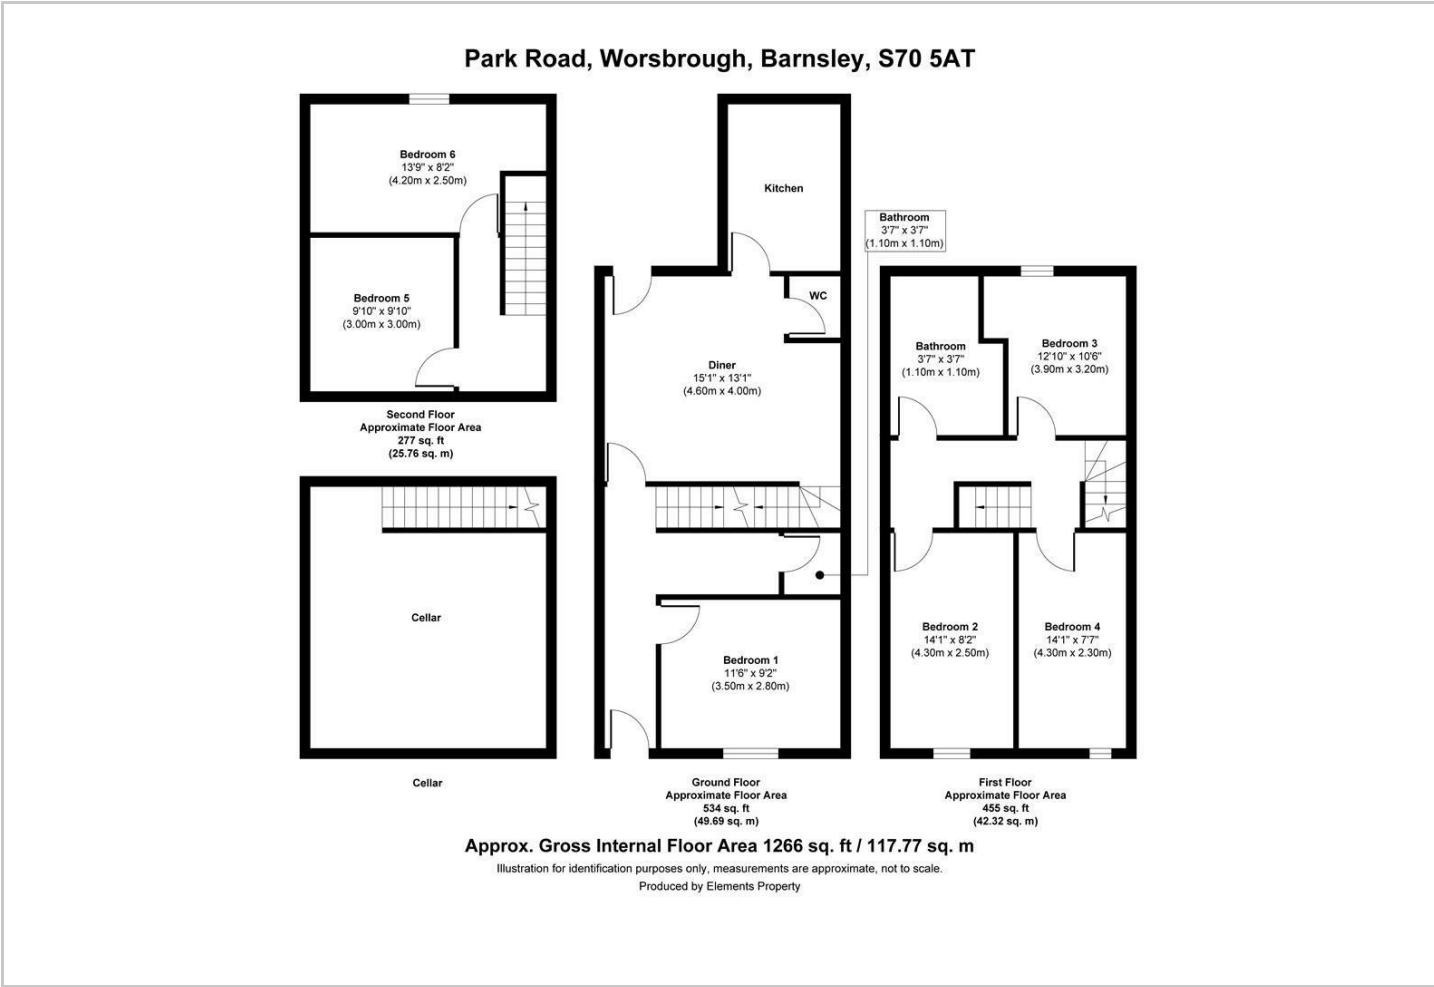 Park Road, Worsbrough, Barnsley, S70 5AT
Bedroom 6
13'9" x 8'2"
(4.20m x 2.50m)
Bedroom 5
9'10" x 9'10"
(3.00m x 3.00m)
Second Floor
Approximate Floor Area
277 sq. ft
(25.76 sq. m)
Cellar
Cellar
Kitchen
WC
Diner
15'1" x 13'1"
(4.60m x 4.00m)
Bathroom
3'7" x 3'7"
(1.10m x 1.10m)
Bedroom 1
11'6" x 9'2"
(3.50m x 2.80m)
Ground Floor
Approximate Floor Area
534 sq. ft
(49.69 sq. m)
Bathroom
3'7" x 3'7"
(1.10m x 1.10m)
Bedroom 3
12'10" x 10'6"
(3.90m x 3.20m)
Bedroom 2
14'1" x 8'2"
(4.30m x 2.50m)
Bedroom 4
14'1" x 7'7"
(4.30m x 2.30m)
First Floor
Approximate Floor Area
455 sq. ft
(42.32 sq. m)
Approx. Gross Internal Floor Area 1266 sq. ft / 117.77 sq. m
Illustration for identification purposes only, measurements are approximate, not to scale.
Produced by Elements Property